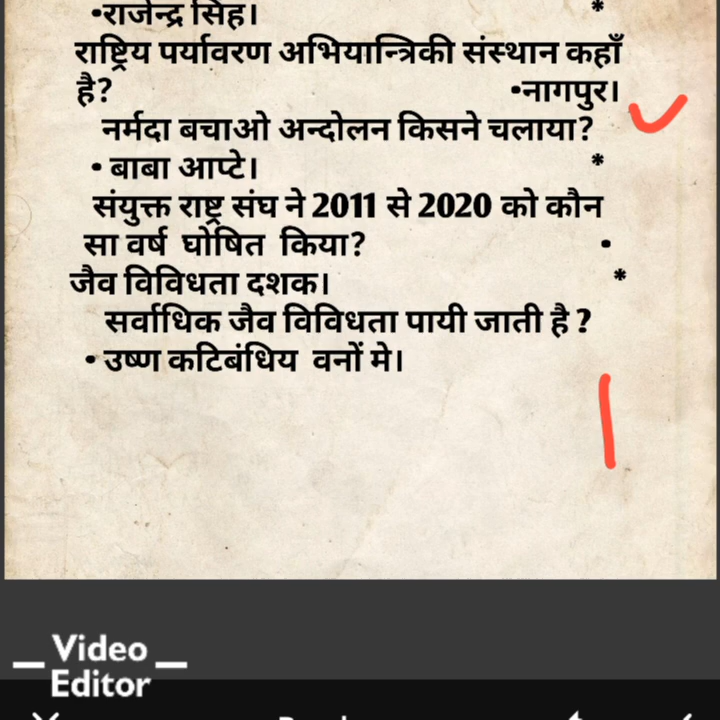 •राजेन्द्र सिंह। *
राष्ट्रिय पर्यावरण अभियान्त्रिकी संस्थान कहाँ
है? •नागपुर।
नर्मदा बचाओ अन्दोलन किसने चलाया?
• बाबा आप्टे। *
संयुक्त राष्ट्र संघ ने 2011 से 2020 को कौन
सा वर्ष घोषित किया? •
जैव विविधता दशक। *
सर्वाधिक जैव विविधता पायी जाती है ?
• उष्ण कटिबंधिय वनों मे।
Video
Editor